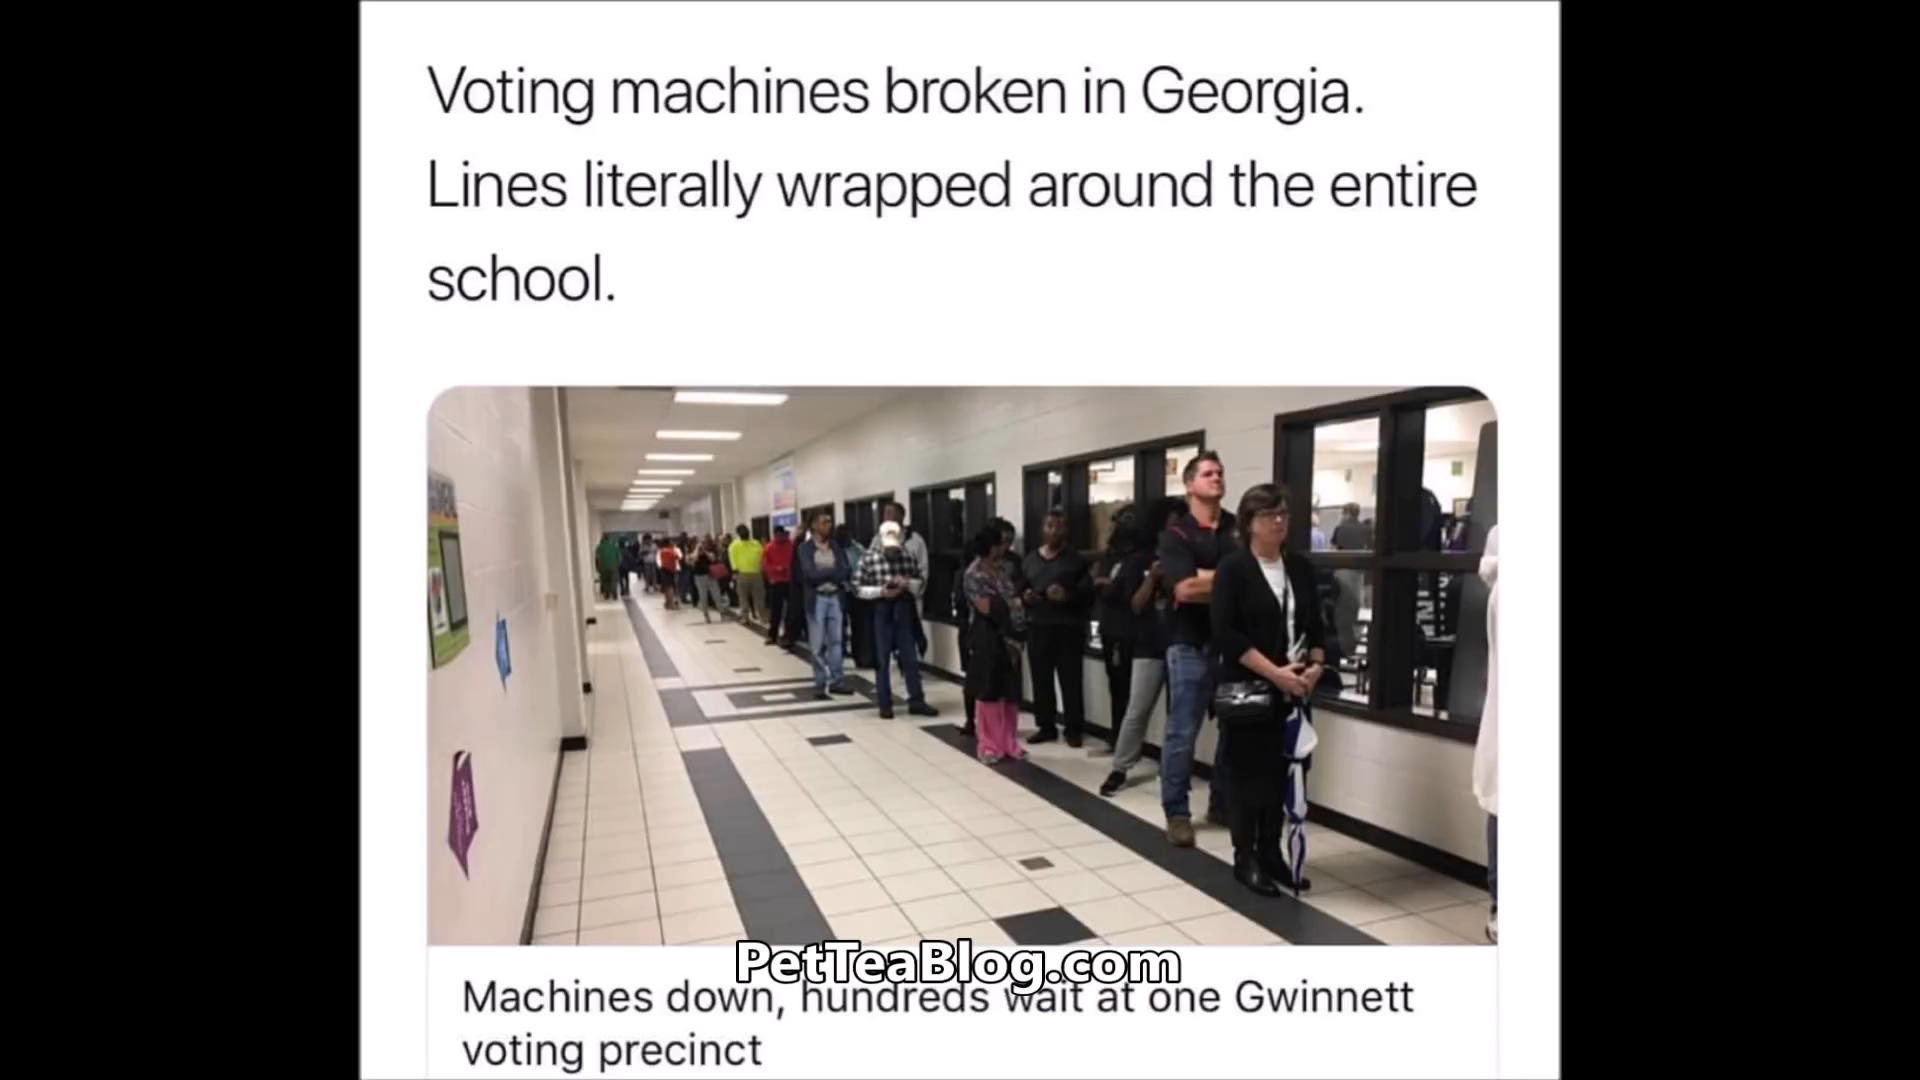 Voting machines broken in Georgia.
Lines literally wrapped around the entire
school.
PetTeaBlog.com
Machines down, hundreds wait at one Gwinnett
voting precinct